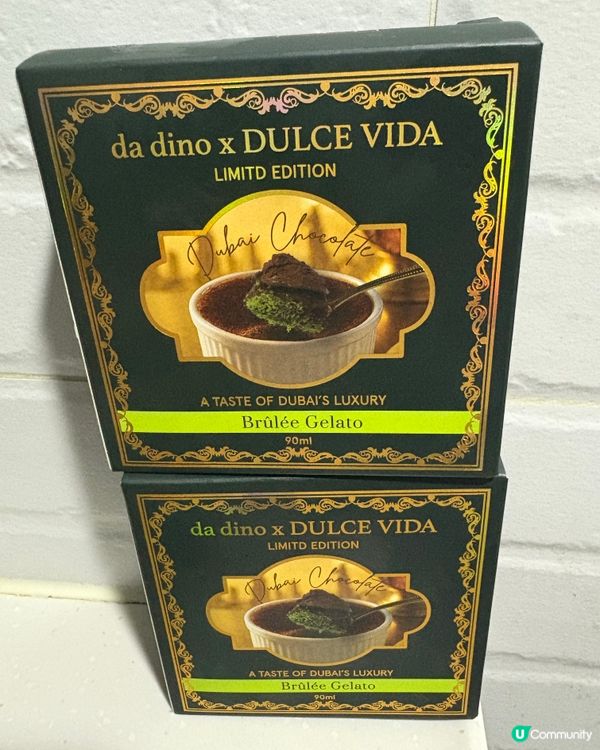 da dino x DULCE VIDA
LIMITD EDITION
Dubai Chocolate
A TASTE OF DUBAI'S LUXURY
Brûlée Gelato
90ml
da dino x DULCE VIDA
LIMITD EDITION
Dubai Chocolate
A TASTE OF DUBAI'S LUXURY
Brûlée Gelato
90ml
U Community